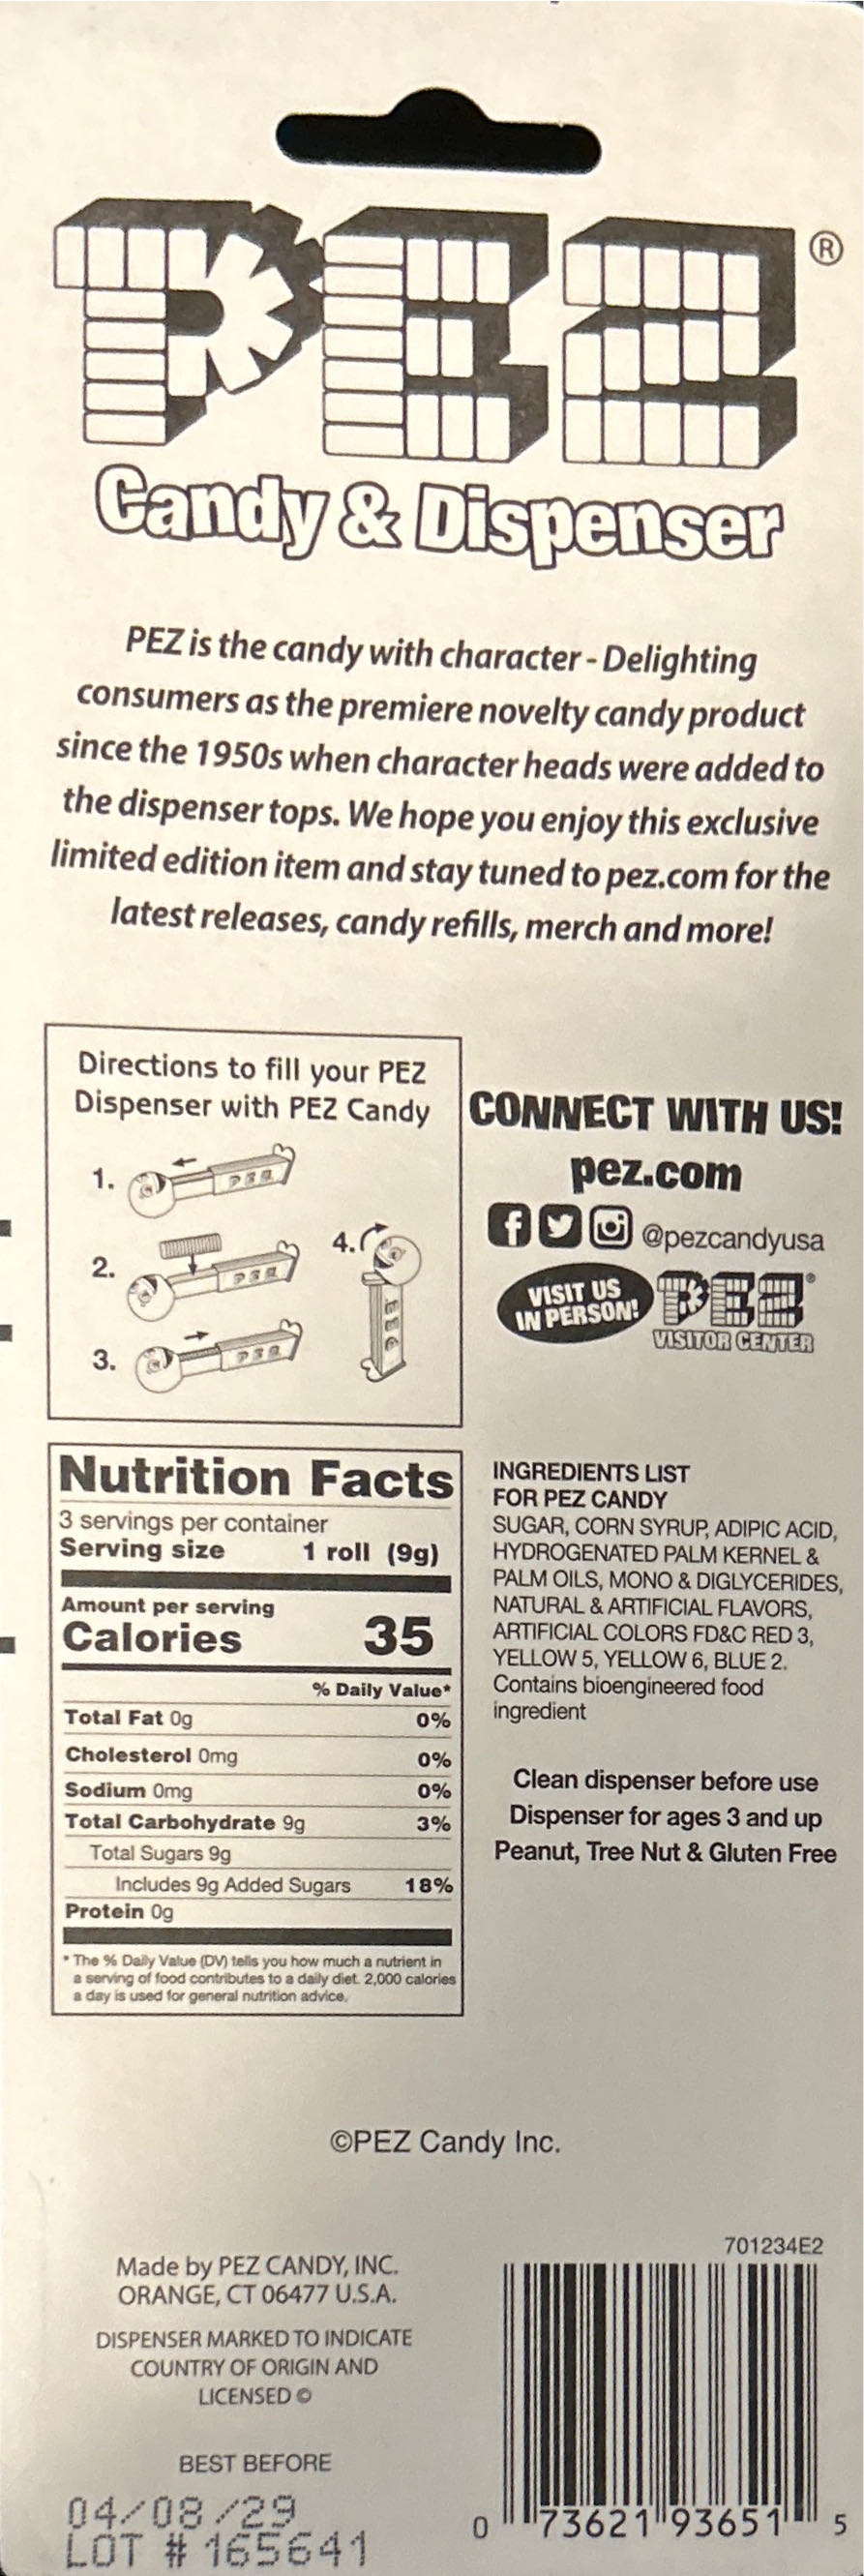 PEZ®
Candy & Dispenser
PEZ is the candy with character - Delighting
consumers as the premiere novelty candy product
since the 1950s when character heads were added to
the dispenser tops. We hope you enjoy this exclusive
limited edition item and stay tuned to pez.com for the
latest releases, candy refills, merch and more!
Directions to fill your PEZ
Dispenser with PEZ Candy
1. PEZ
2. PEZ
3. PEZ
4. PEZ
CONNECT WITH US!
pez.com
@pezcandyusa
VISIT US
IN PERSON!
PEZ®
VISITOR CENTER
Nutrition Facts
3 servings per container
Serving size 1 roll (9g)
Amount per serving
Calories 35
% Daily Value*
Total Fat 0g 0%
Cholesterol 0mg 0%
Sodium 0mg 0%
Total Carbohydrate 9g 3%
Total Sugars 9g
Includes 9g Added Sugars 18%
Protein 0g
* The % Daily Value (DV) tells you how much a nutrient in
a serving of food contributes to a daily diet. 2,000 calories
a day is used for general nutrition advice.
INGREDIENTS LIST
FOR PEZ CANDY
SUGAR, CORN SYRUP, ADIPIC ACID,
HYDROGENATED PALM KERNEL &
PALM OILS, MONO & DIGLYCERIDES,
NATURAL & ARTIFICIAL FLAVORS,
ARTIFICIAL COLORS FD&C RED 3,
YELLOW 5, YELLOW 6, BLUE 2.
Contains bioengineered food
ingredient
Clean dispenser before use
Dispenser for ages 3 and up
Peanut, Tree Nut & Gluten Free
©PEZ Candy Inc.
Made by PEZ CANDY, INC.
ORANGE, CT 06477 U.S.A.
DISPENSER MARKED TO INDICATE
COUNTRY OF ORIGIN AND
LICENSED ©
BEST BEFORE
04/08/29
LOT # 165641
701234E2
0 73621 93651 5